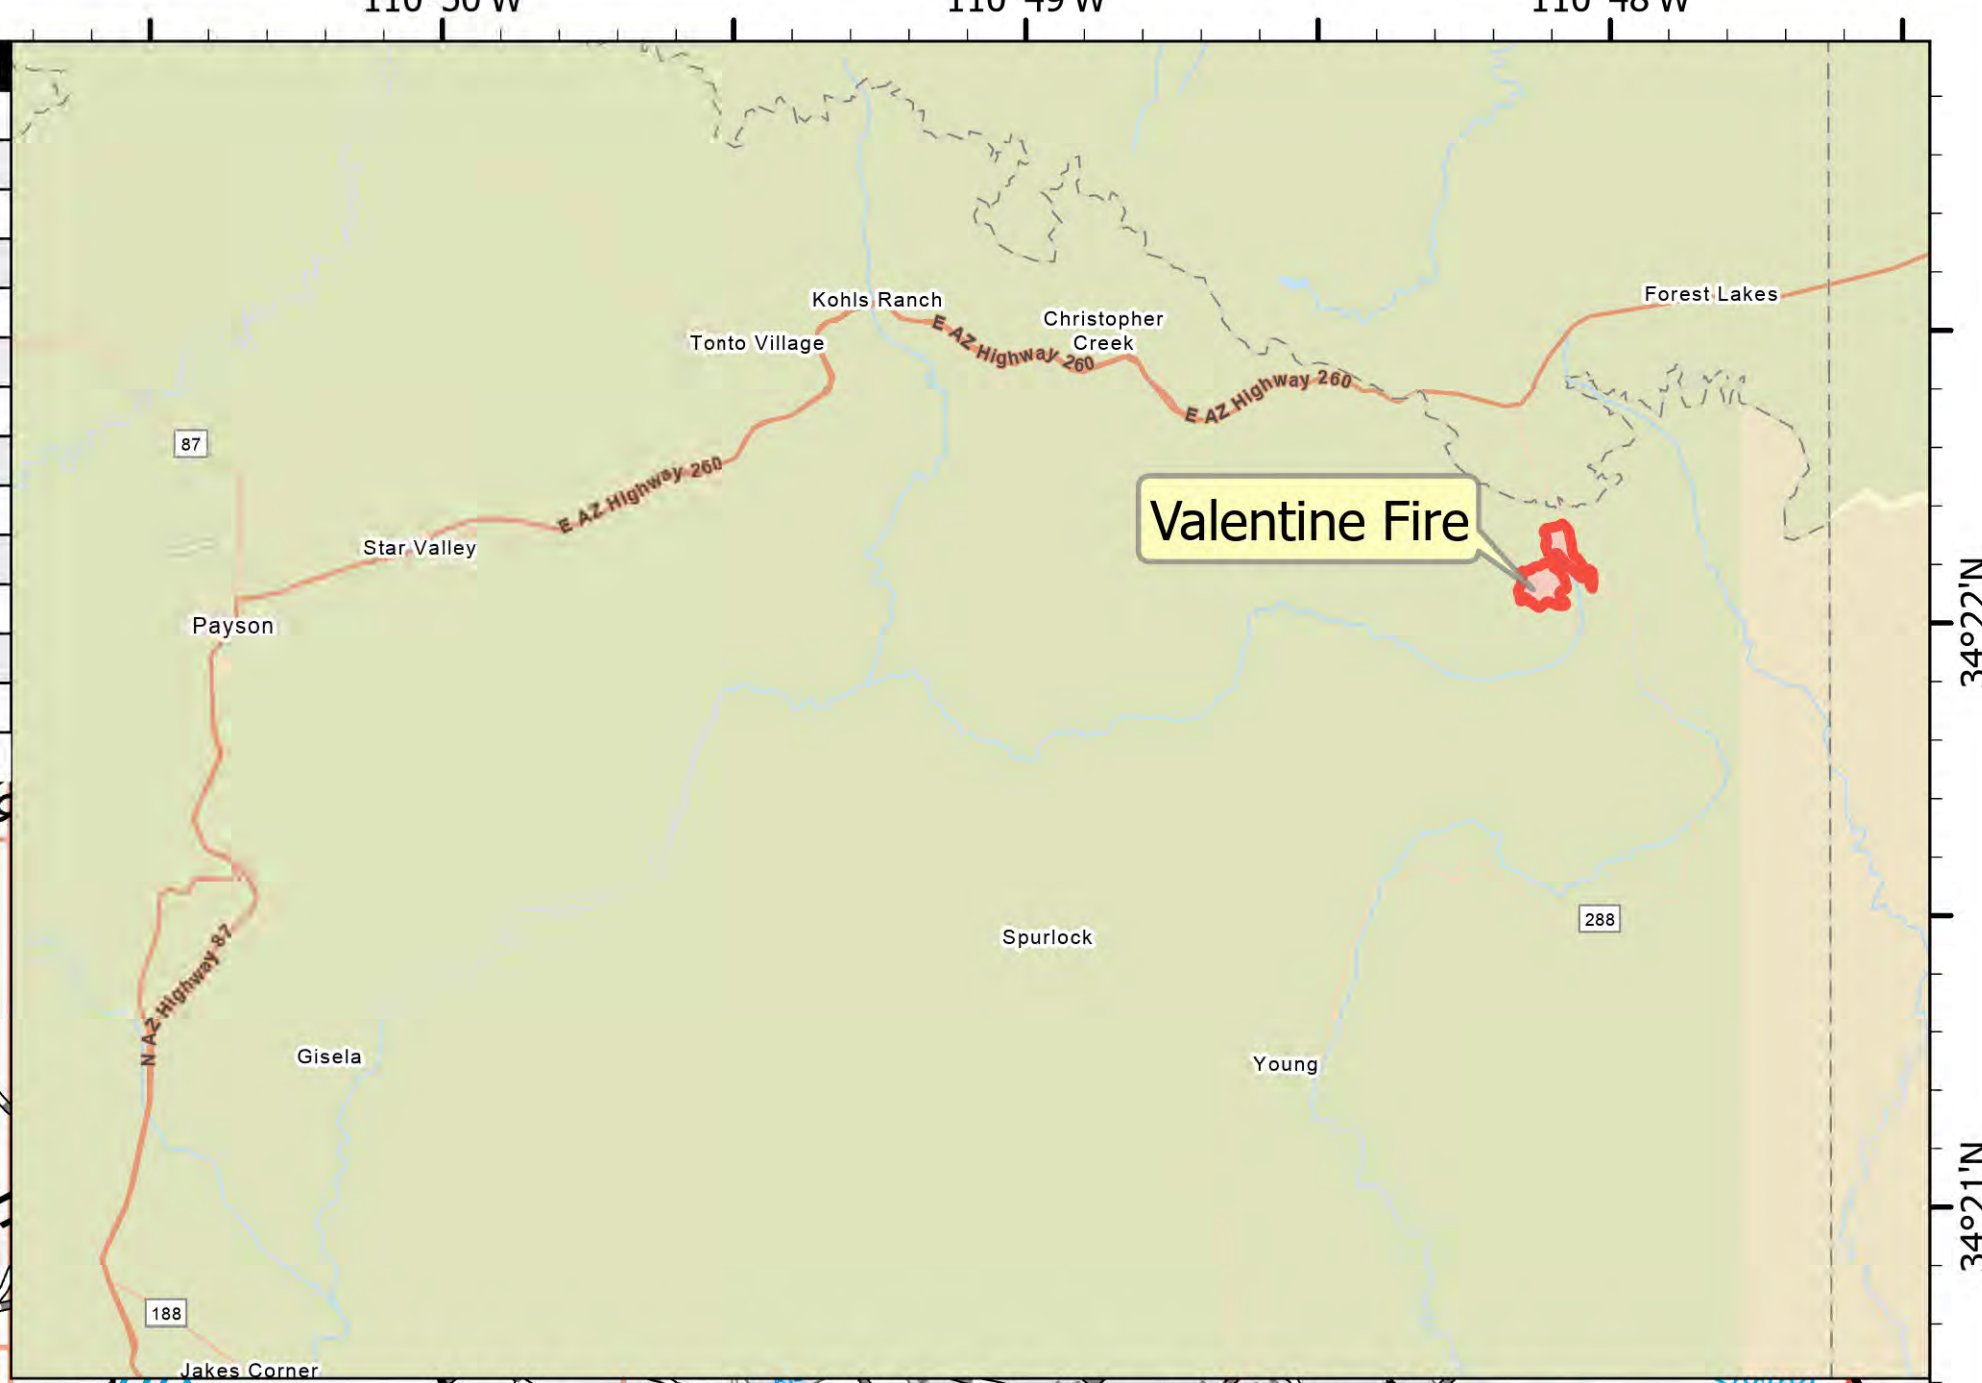 110°50'W
110°49'W
110°48'W
Kohls Ranch
Forest Lakes
Christopher
Creek
Tonto Village
E AZ Highway 260
E AZ Highway 260
87
E AZ Highway 260
Valentine Fire
Star Valley
Payson
34°22'N
288
Spurlock
N AZ Highway 87
Gisela
Young
34°21'N
188
Jakes Corner